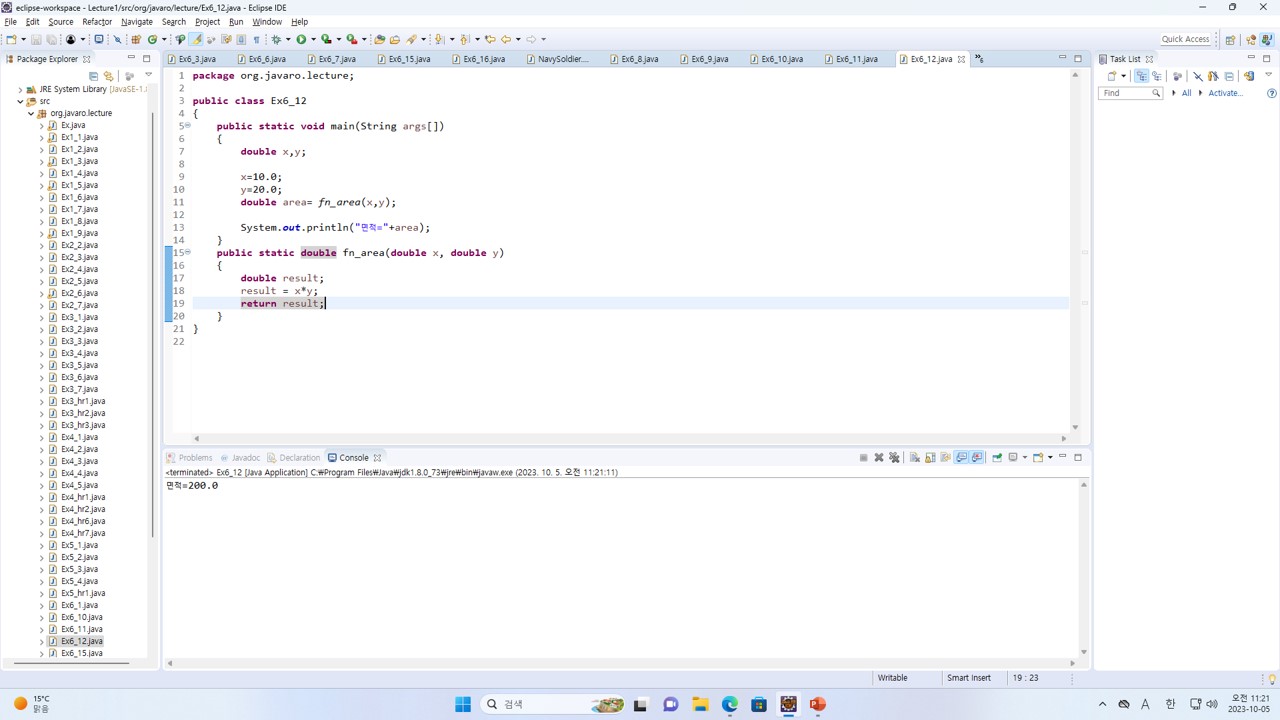 eclipse-workspace - Lecture1/src/org/javaro/lecture/Ex6_12.java - Eclipse IDE
File Edit Source Refactor Navigate Search Project Run Window Help
Quick Access
Package Explorer
JRE System Library [JavaSE-1.
src
org.javaro.lecture
Ex.java
Ex1_1.java
Ex1_2.java
Ex1_3.java
Ex1_4.java
Ex1_5.java
Ex1_6.java
Ex1_7.java
Ex1_8.java
Ex1_9.java
Ex2_2.java
Ex2_3.java
Ex2_4.java
Ex2_5.java
Ex2_6.java
Ex2_7.java
Ex3_1.java
Ex3_2.java
Ex3_3.java
Ex3_4.java
Ex3_5.java
Ex3_6.java
Ex3_7.java
Ex3_hr1.java
Ex3_hr2.java
Ex3_hr3.java
Ex4_1.java
Ex4_2.java
Ex4_3.java
Ex4_4.java
Ex4_5.java
Ex4_hr1.java
Ex4_hr2.java
Ex4_hr6.java
Ex4_hr7.java
Ex5_1.java
Ex5_2.java
Ex5_3.java
Ex5_4.java
Ex5_hr1.java
Ex6_1.java
Ex6_10.java
Ex6_11.java
Ex6_12.java
Ex6_15.java
Ex6_3.java Ex6_6.java Ex6_7.java Ex6_15.java Ex6_16.java NavySoldier.... Ex6_8.java Ex6_9.java Ex6_10.java Ex6_11.java Ex6_12.java »5
1 package org.javaro.lecture;
2
3 public class Ex6_12
4 {
5 public static void main(String args[])
6 {
7 double x,y;
8
9 x=10.0;
10 y=20.0;
11 double area= fn_area(x,y);
12
13 System.out.println("면적="+area);
14 }
15 public static double fn_area(double x, double y)
16 {
17 double result;
18 result = x*y;
19 return result;
20 }
21 }
22
Problems Javadoc Declaration Console
<terminated> Ex6_12 [Java Application] C:₩Program Files₩Java₩jdk1.8.0_73₩jre₩bin₩javaw.exe (2023. 10. 5. 오전 11:21:11)
면적=200.0
Task List
Find All Activate...
Writable Smart Insert 19 : 23
15°C
맑음
검색
A 한
오전 11:21
2023-10-05